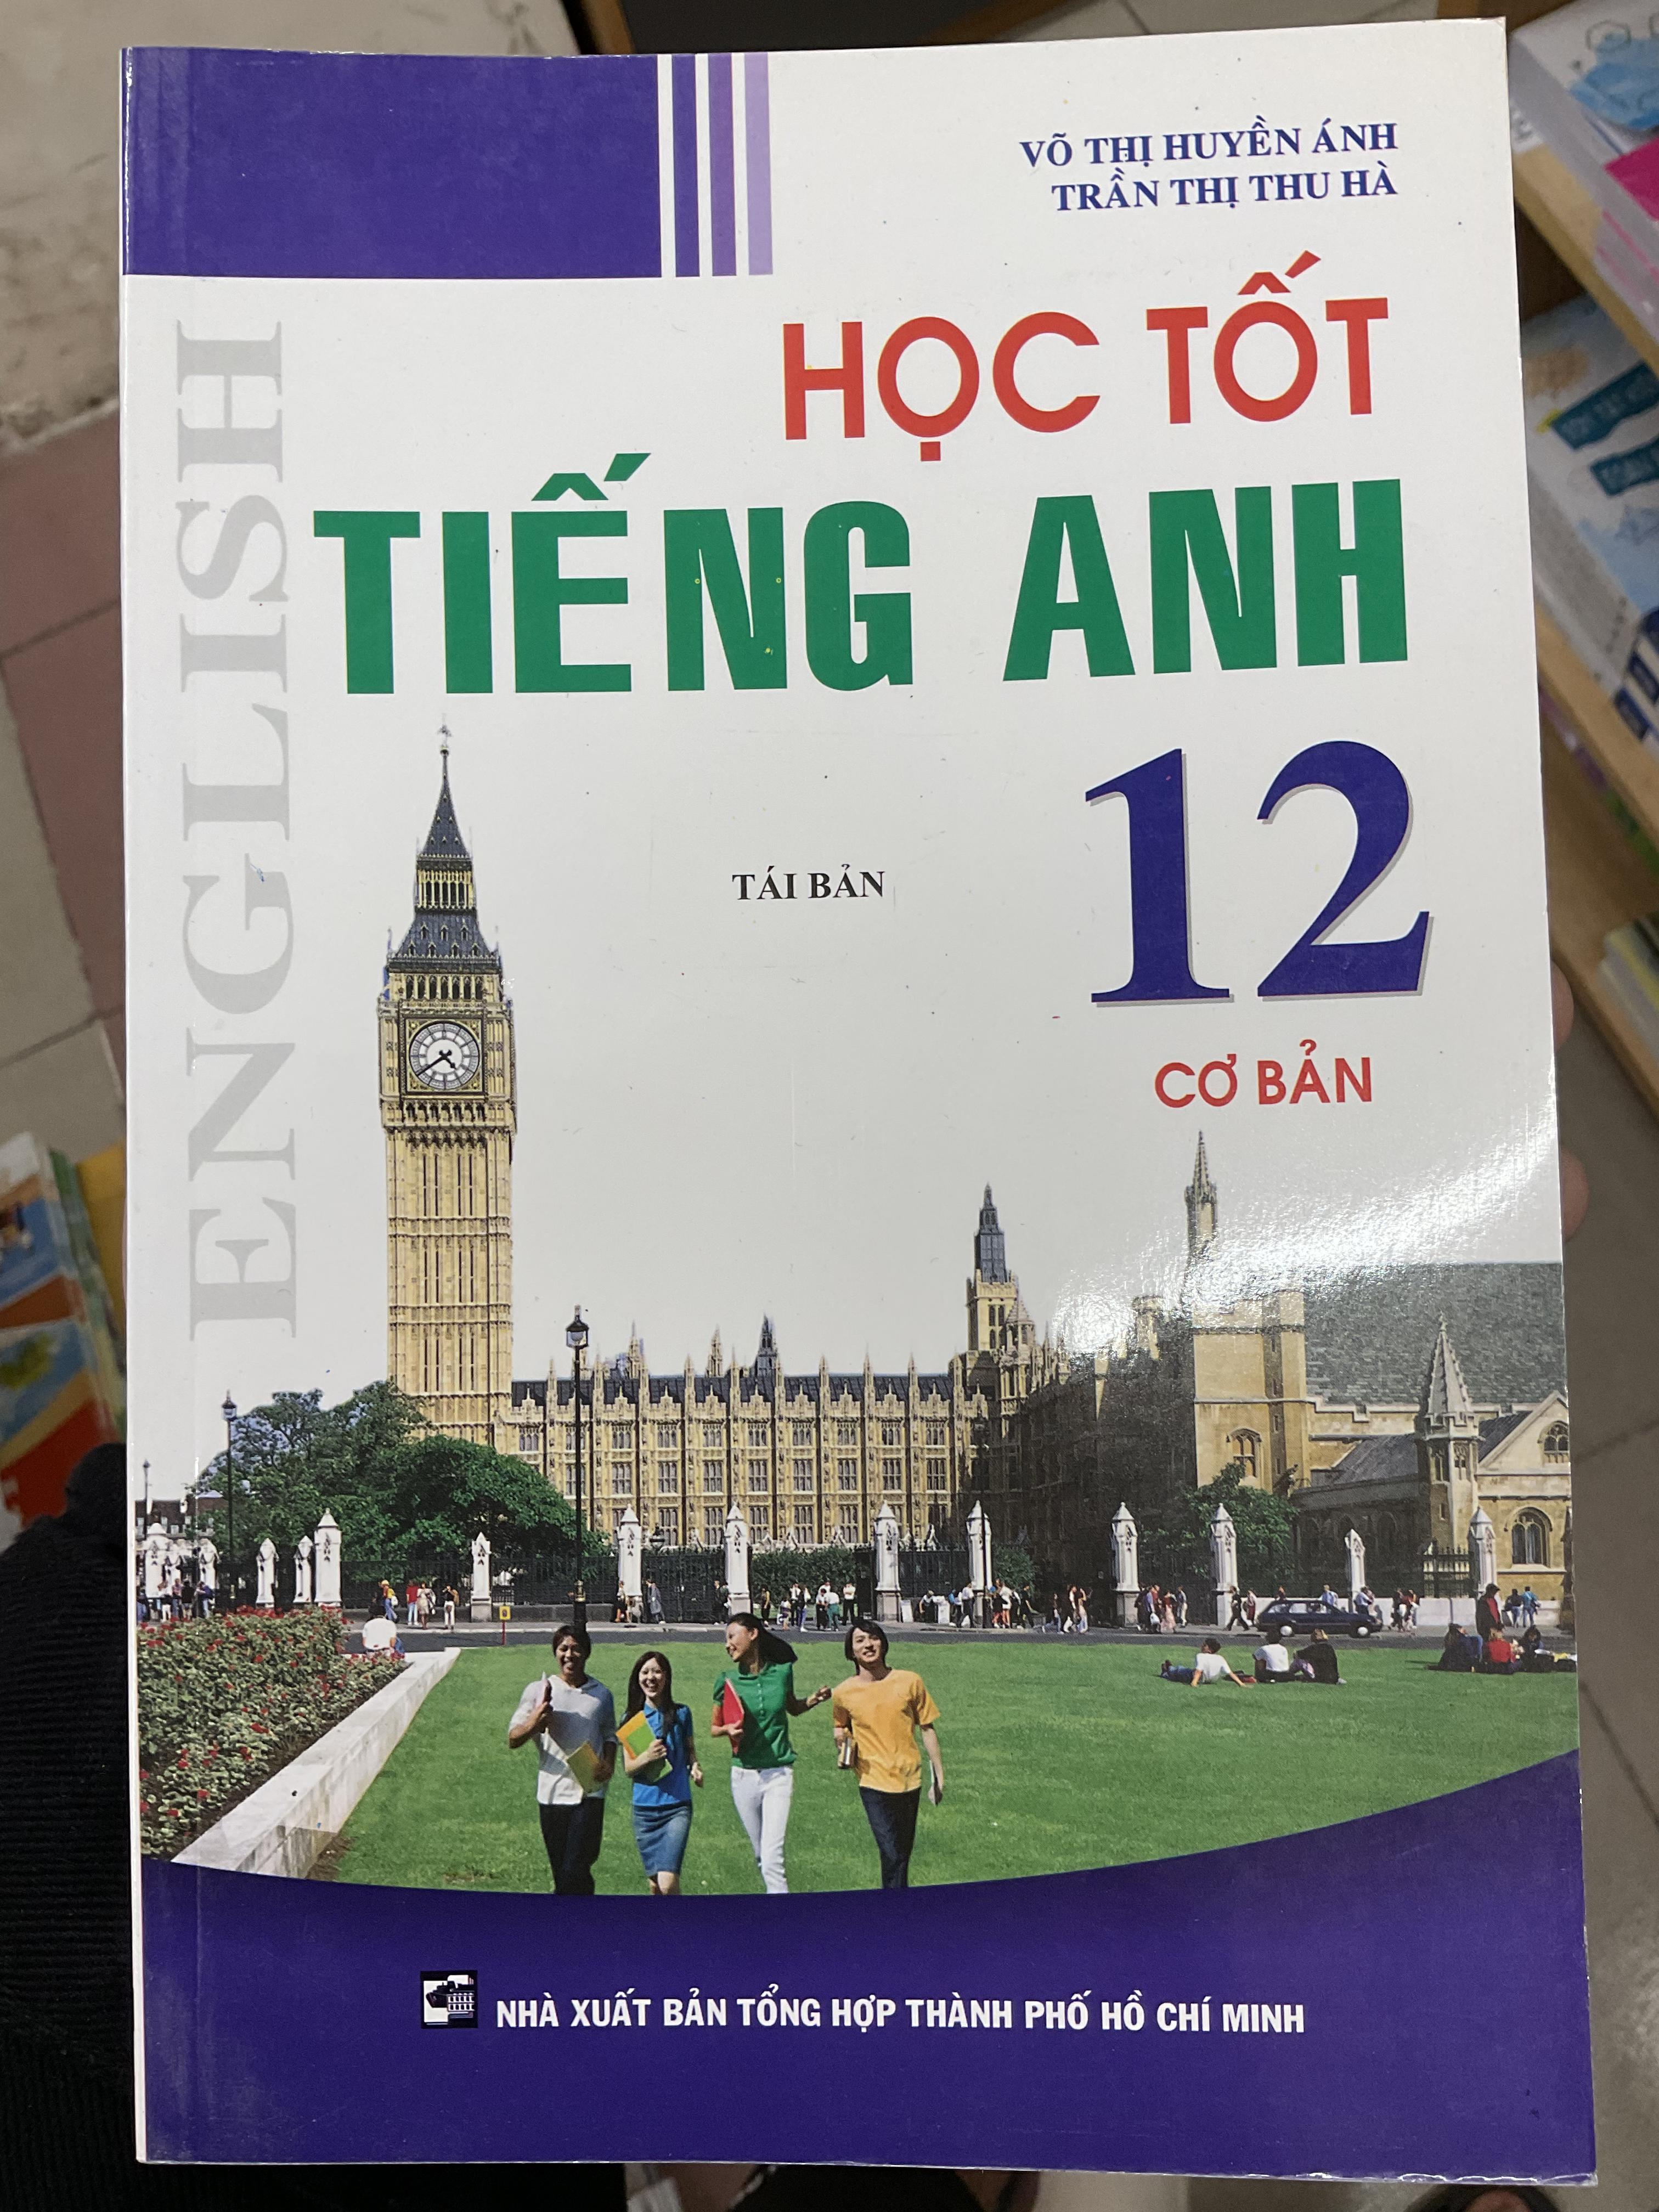 VÕ THỊ HUYỀN ÁNH
TRẦN THỊ THU HÀ
HỌC TỐT
TIẾNG ANH
12
TÁI BẢN
CƠ BẢN
ENGLISH
NHÀ XUẤT BẢN TỔNG HỢP THÀNH PHỐ HỒ CHÍ MINH